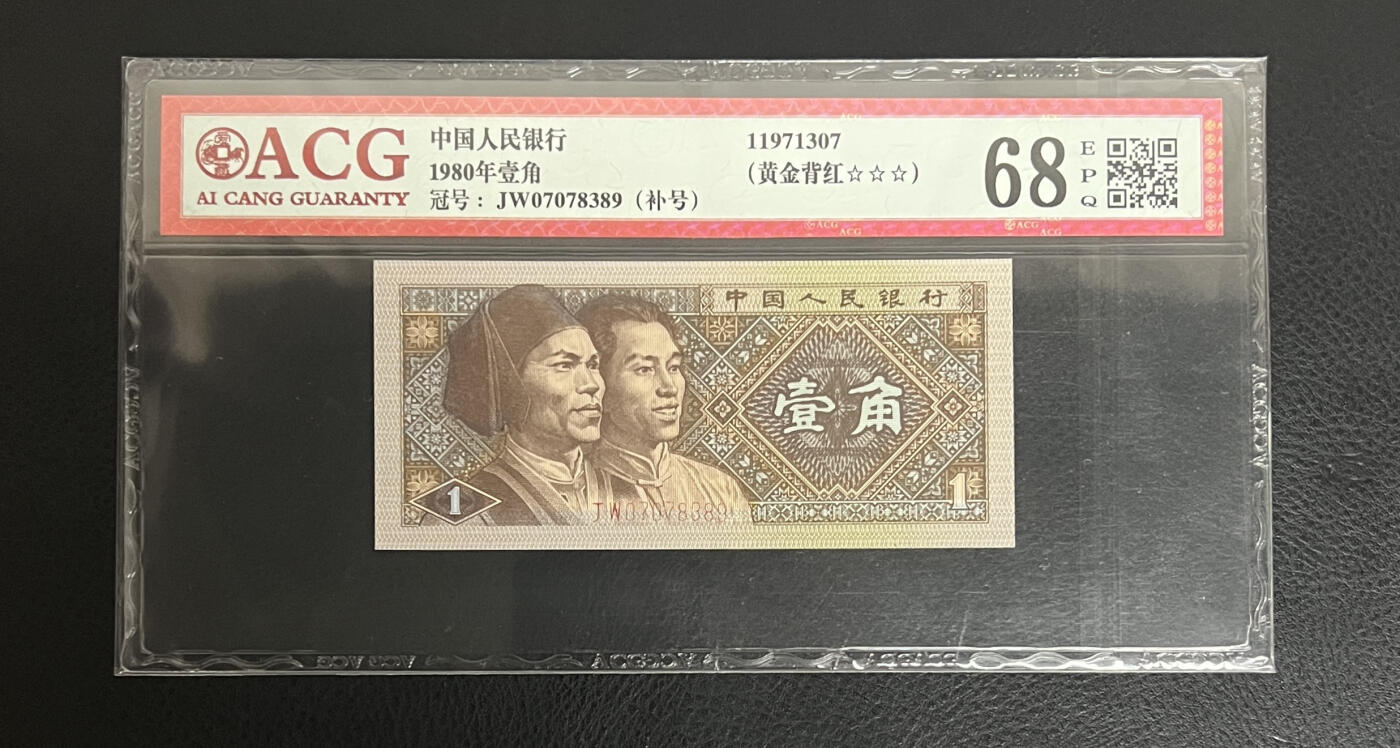 ACG
AI CANG GUARANTY
中国人民银行
1980年壹角
冠号：JW07078389（补号）
11971307
（黄金背红☆☆☆）
68
EPQ
中国人民银行
壹角
1
JW07078389
1